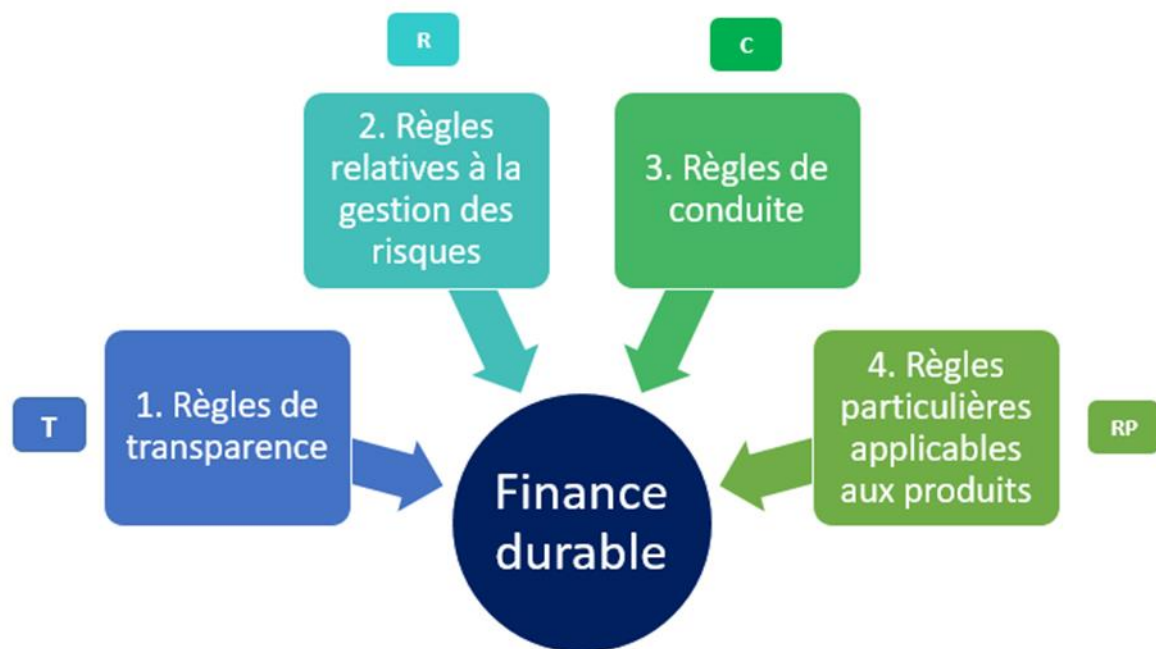 R
2. Règles
relatives à la
gestion des
risques
C
3. Règles de
conduite
T
1. Règles de
transparence
4. Règles
particulières
applicables
aux produits
RP
Finance
durable